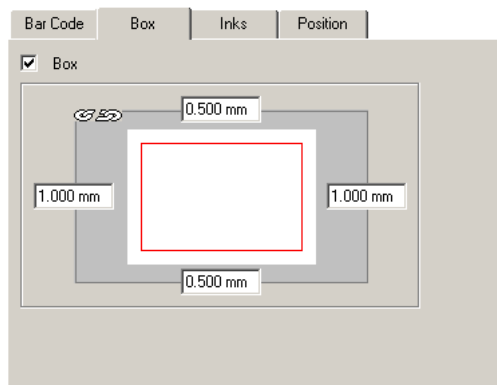 Bar Code Box Inks Position
Box
0.500 mm
1.000 mm 1.000 mm
0.500 mm